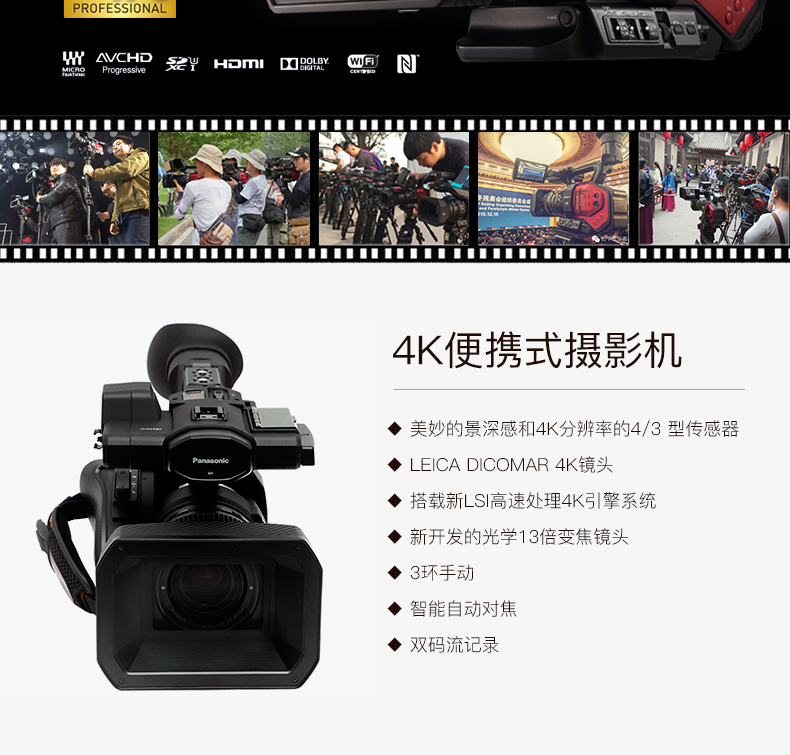 PROFESSIONAL
MICRO
FOURTHIRDS
AVCHD
Progressive
SD XC I U3
HDMI
DOLBY
DIGITAL
WiFi
CERTIFIED
N
4K便携式摄影机
Panasonic
◆ 美妙的景深感和4K分辨率的4/3 型传感器
◆ LEICA DICOMAR 4K镜头
◆ 搭载新LSI高速处理4K引擎系统
◆ 新开发的光学13倍变焦镜头
◆ 3环手动
◆ 智能自动对焦
◆ 双码流记录